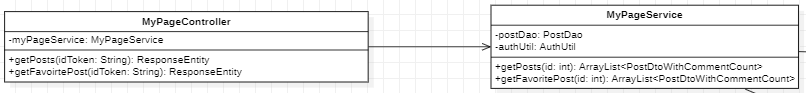 MyPageController
-myPageService: MyPageService
+getPosts(idToken: String): ResponseEntity
+getFavoirtePost(idToken: String): ResponseEntity
MyPageService
-postDao: PostDao
-authUtil: AuthUtil
+getPosts(id: int): ArrayList<PostDtoWithCommentCount>
+getFavoritePost(id: int): ArrayList<PostDtoWithCommentCount>